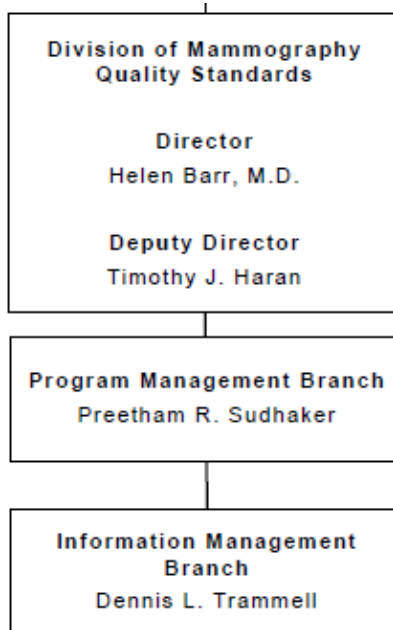 Division of Mammography
Quality Standards
Director
Helen Barr, M.D.
Deputy Director
Timothy J. Haran
Program Management Branch
Preetham R. Sudhaker
Information Management
Branch
Dennis L. Trammell